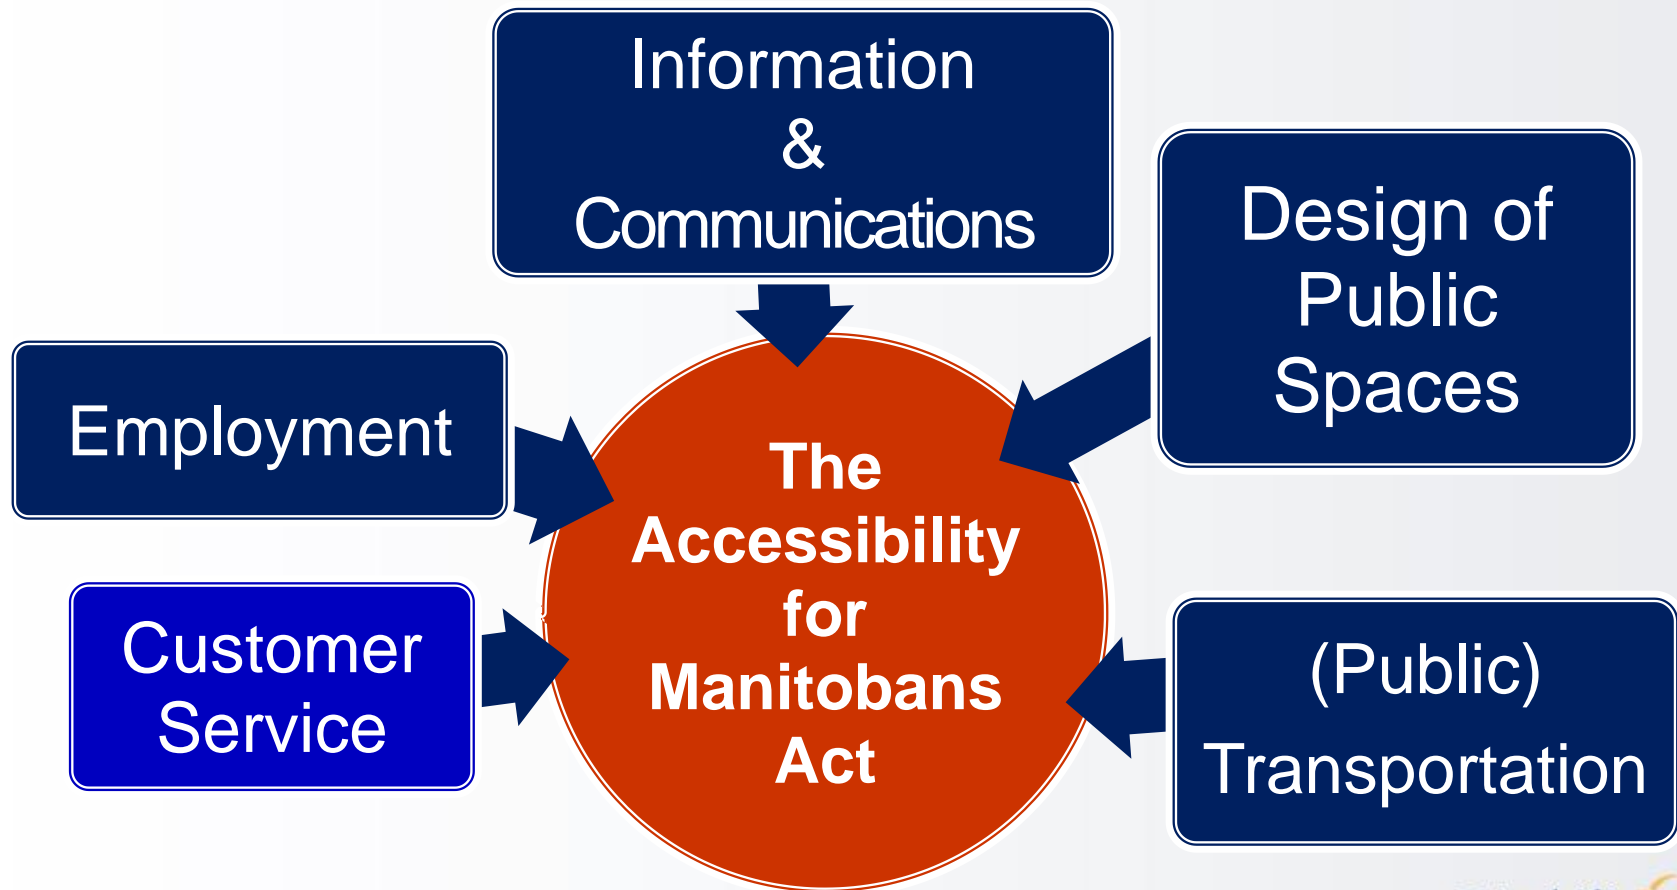 Information
&
Communications
Design of
Public
Spaces
Employment
Customer
Service
The
Accessibility
for
Manitobans
Act
(Public)
Transportation